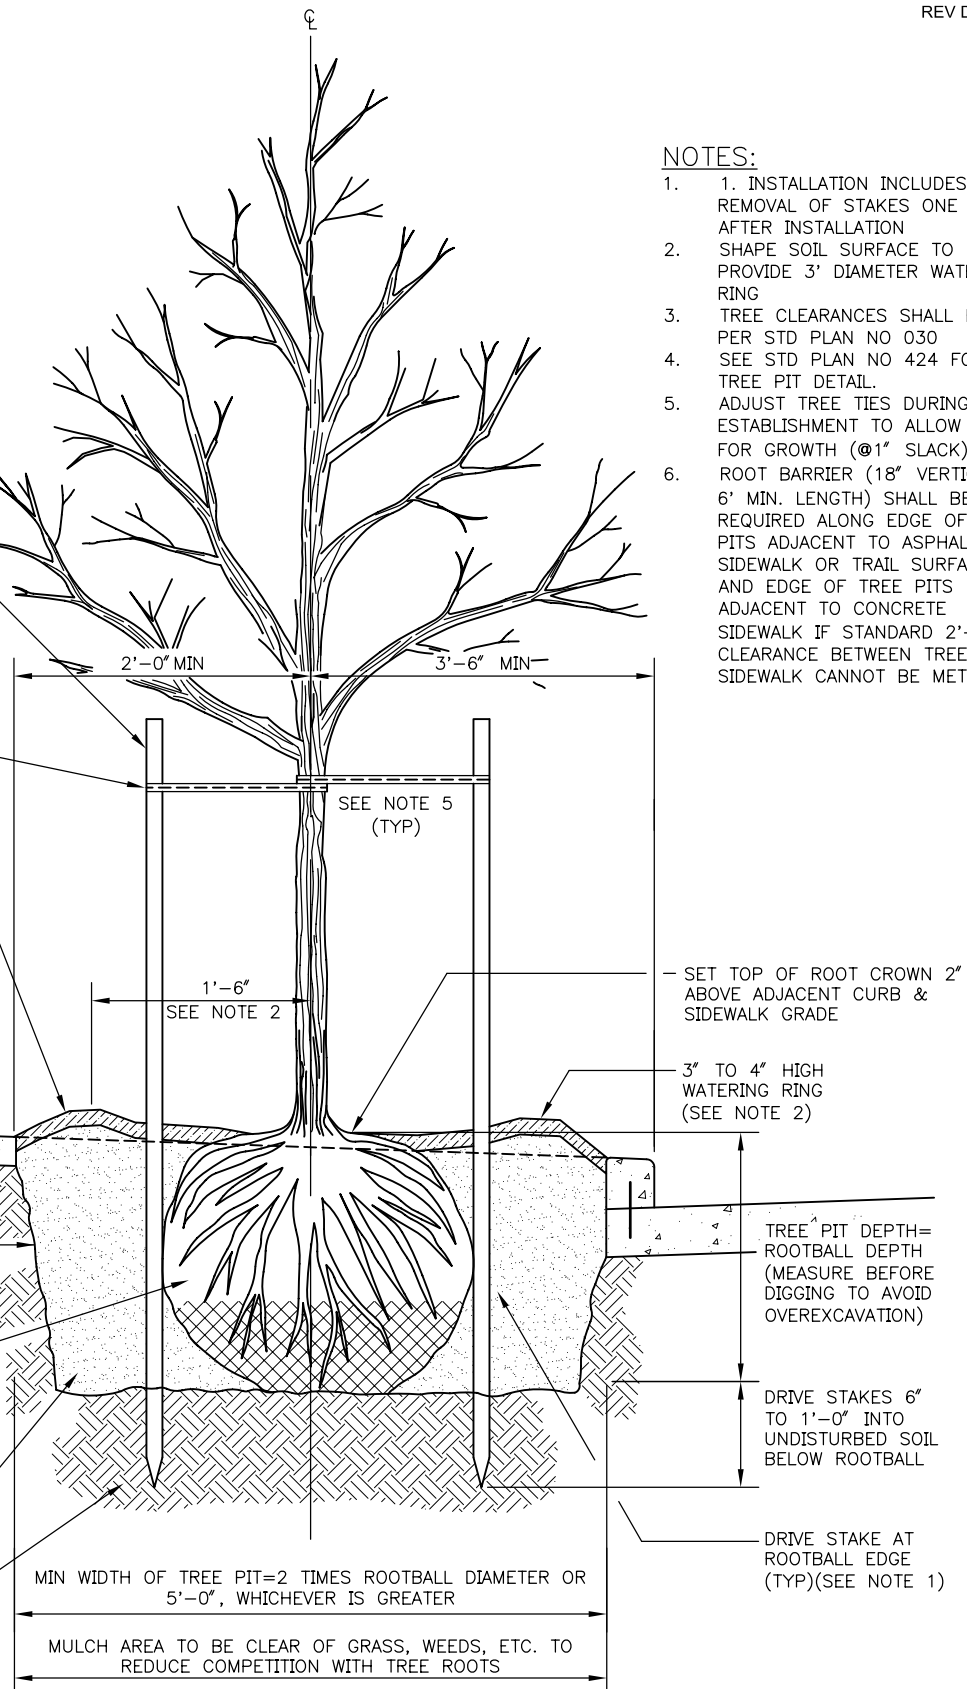 REV D
℄
NOTES:
1. 1. INSTALLATION INCLUDES
REMOVAL OF STAKES ONE
AFTER INSTALLATION
2. SHAPE SOIL SURFACE TO
PROVIDE 3' DIAMETER
RING
3. TREE CLEARANCES SHALL
PER STD PLAN NO 030
4. SEE STD PLAN NO 424
TREE PIT DETAIL.
5. ADJUST TREE TIES DURING
ESTABLISHMENT TO ALLOW
FOR GROWTH (@1" SLACK)
6. ROOT BARRIER (18"
6' MIN. LENGTH) SHALL BE
REQUIRED ALONG EDGE OF
PITS ADJACENT TO
SIDEWALK OR TRAIL
AND EDGE OF TREE PITS
ADJACENT TO CONCRETE
SIDEWALK IF STANDARD
CLEARANCE BETWEEN TREE
SIDEWALK CANNOT BE MET
2'-0" MIN
3'-6" MIN
SEE NOTE 5
(TYP)
1'-6"
SEE NOTE 2
SET TOP OF ROOT CROWN 2"
ABOVE ADJACENT CURB &
SIDEWALK GRADE
3" TO 4" HIGH
WATERING RING
(SEE NOTE 2)
TREE PIT DEPTH=
ROOTBALL DEPTH
(MEASURE BEFORE
DIGGING TO AVOID
OVEREXCAVATION)
DRIVE STAKES 6"
TO 1'-0" INTO
UNDISTURBED SOIL
BELOW ROOTBALL
DRIVE STAKE AT
ROOTBALL EDGE
(TYP)(SEE NOTE 1)
MIN WIDTH OF TREE PIT=2 TIMES ROOTBALL DIAMETER OR
5'-0", WHICHEVER IS GREATER
MULCH AREA TO BE CLEAR OF GRASS, WEEDS, ETC. TO
REDUCE COMPETITION WITH TREE ROOTS